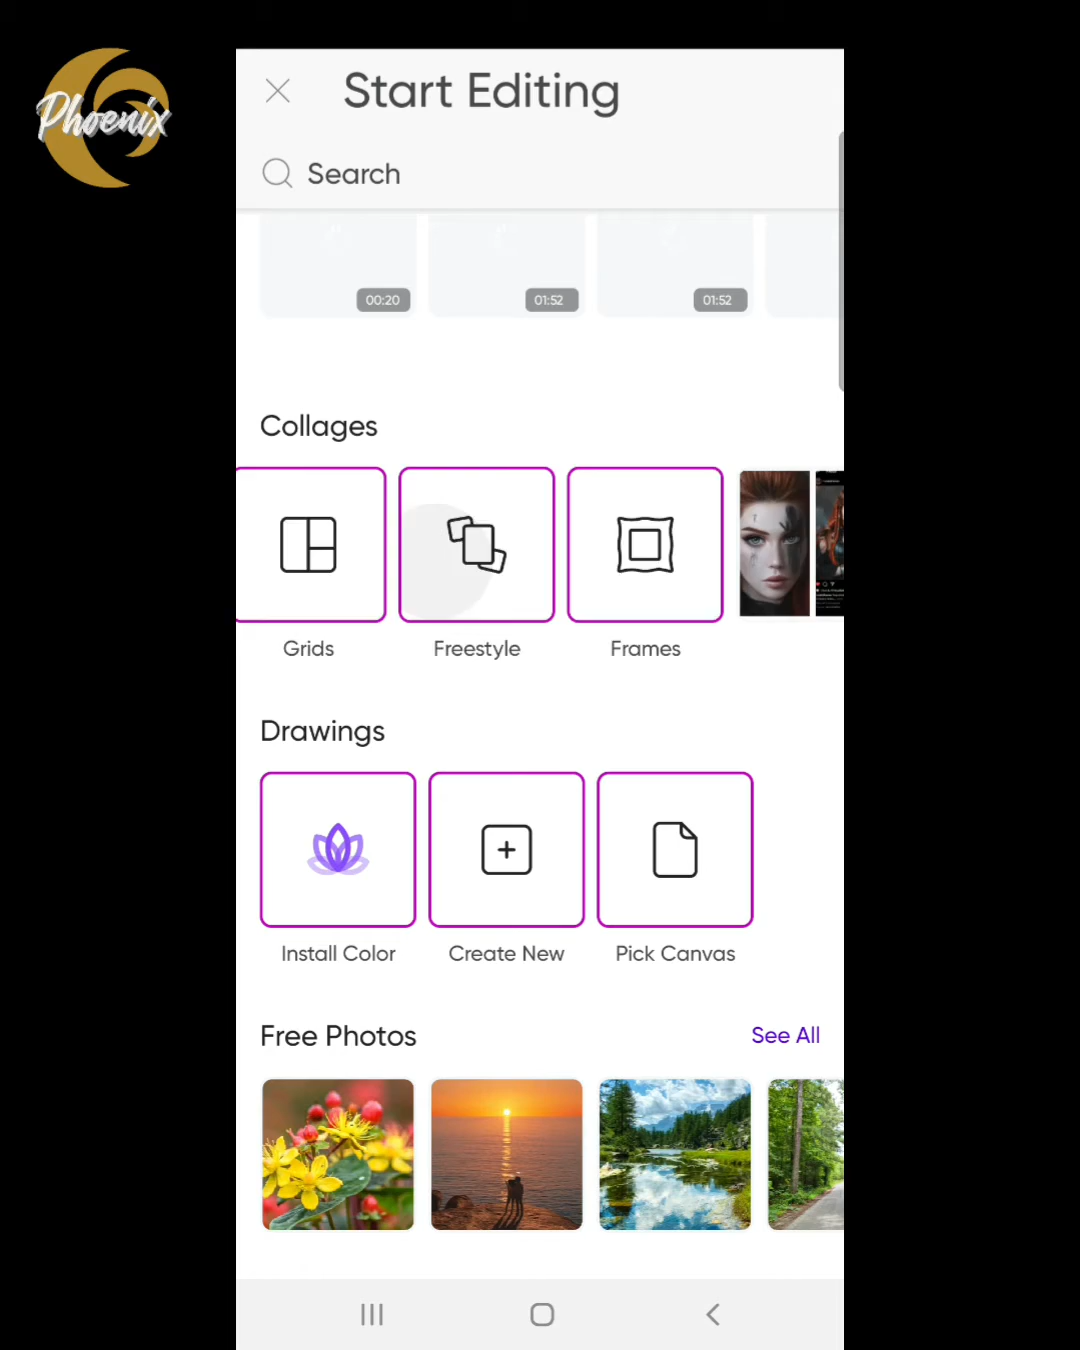 Phoenix
Start Editing
Search
00:20
01:52
01:52
Collages
Grids
Freestyle
Frames
Drawings
Install Color
Create New
Pick Canvas
Free Photos
See All